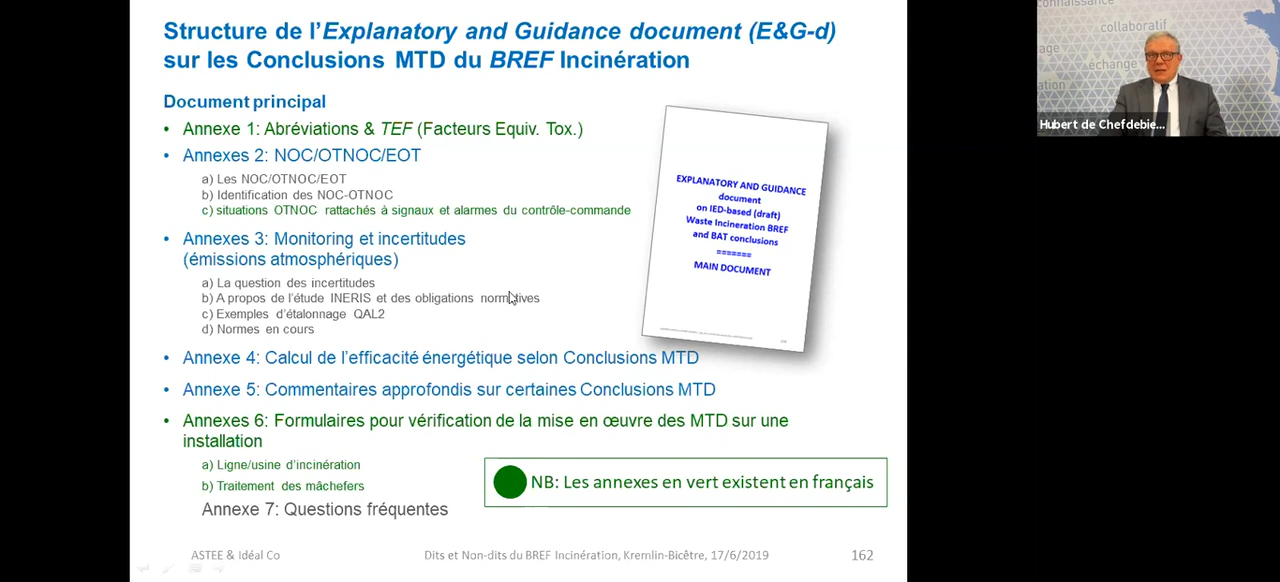 Structure de l'Explanatory and Guidance document (E&G-d)
sur les Conclusions MTD du BREF Incinération
Document principal
• Annexe 1: Abréviations & TEF (Facteurs Equiv. Tox.)
• Annexes 2: NOC/OTNOC/EOT
a) Les NOC/OTNOC/EOT
b) Identification des NOC-OTNOC
c) situations OTNOC rattachés à signaux et alarmes du contrôle-commande
• Annexes 3: Monitoring et incertitudes
(émissions atmosphériques)
a) La question des incertitudes
b) A propos de l'étude INERIS et des obligations normatives
c) Exemples d'étalonnage QAL2
d) Normes en cours
• Annexe 4: Calcul de l'efficacité énergétique selon Conclusions MTD
• Annexe 5: Commentaires approfondis sur certaines Conclusions MTD
• Annexes 6: Formulaires pour vérification de la mise en œuvre des MTD sur une
installation
a) Ligne/usine d'incinération
b) Traitement des mâchefers
Annexe 7: Questions fréquentes
NB: Les annexes en vert existent en français
EXPLANATORY AND GUIDANCE
document
on IED-based (draft)
Waste Incineration BREF
and BAT conclusions
=======
MAIN DOCUMENT
ASTEE & Idéal Co
Dits et Non-dits du BREF Incinération, Kremlin-Bicêtre, 17/6/2019
162
connaissance
collaboratif
échange
Hubert de Chefdebie...